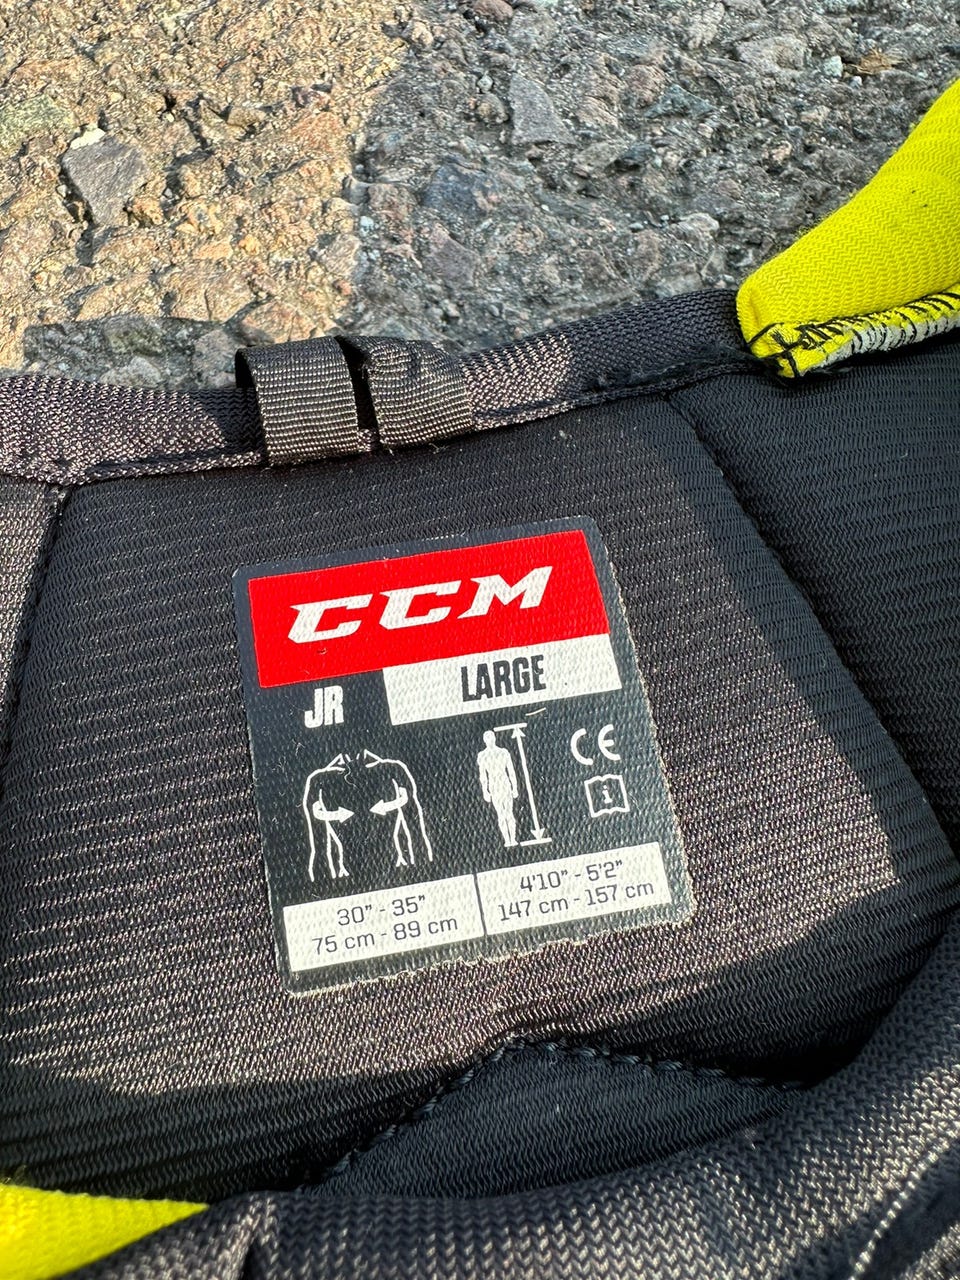 CCM
LARGE
JR
CE
i
30" - 35"
75 cm - 89 cm
4'10" - 5'2"
147 cm - 157 cm